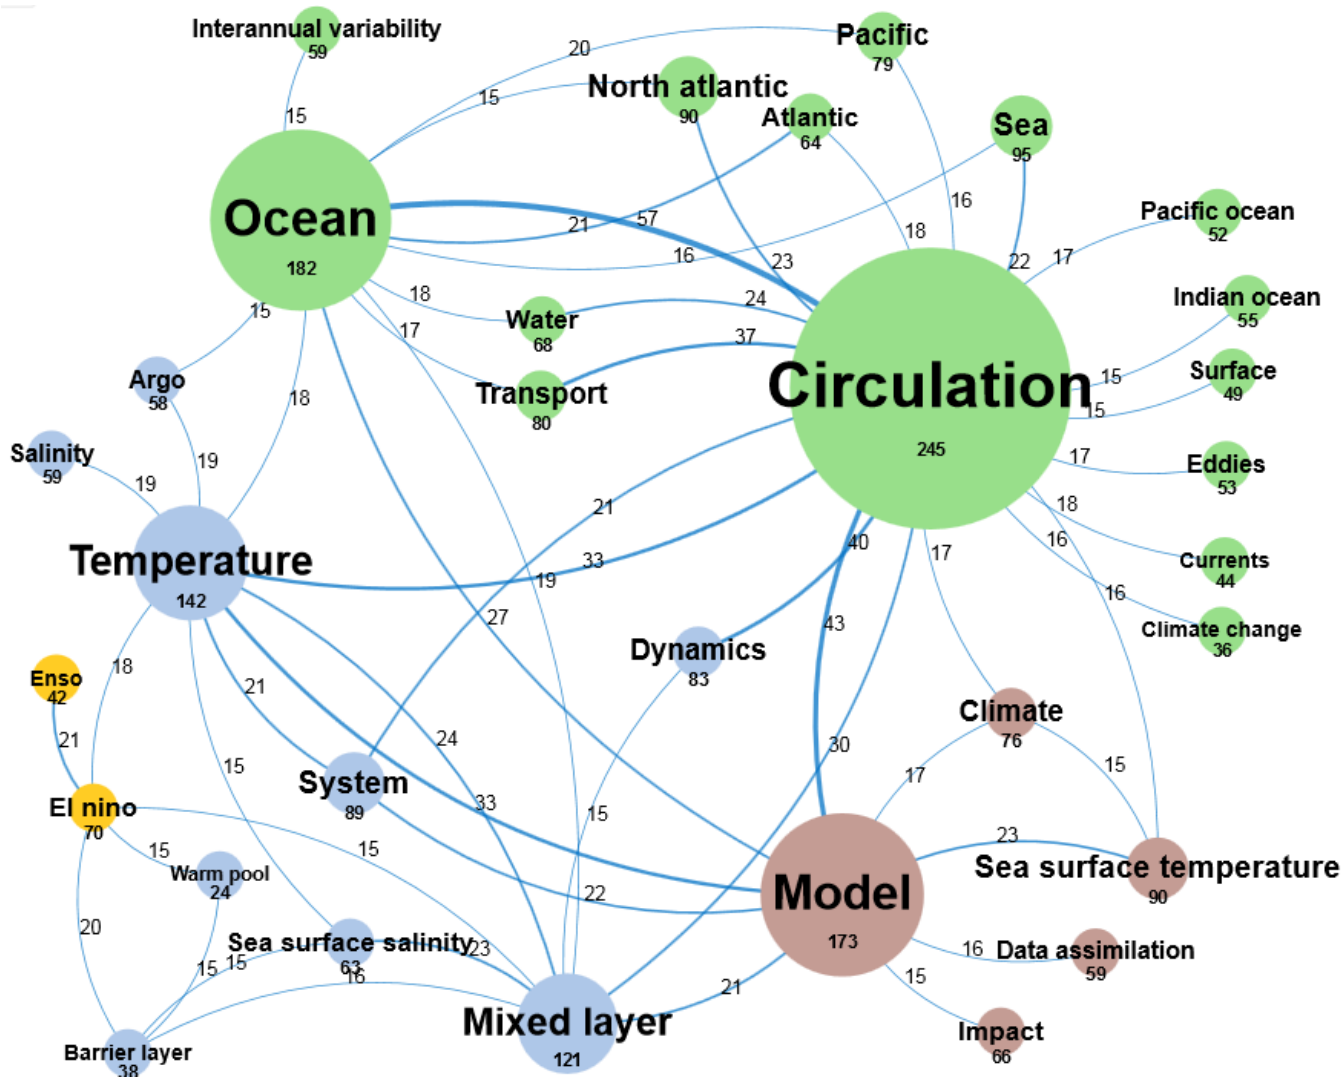 Interannual variability
59
Pacific
79
20
North atlantic
90
15
Atlantic
64
Sea
95
15
Ocean
182
57
21
16
16
18
23
22
17
Pacific ocean
52
Indian ocean
55
18
Water
68
24
17
Transport
80
37
Circulation
245
15
Surface
49
15
15
Argo
58
18
Salinity
59
19
19
17
Eddies
53
21
18
Currents
44
16
16
Climate change
36
Temperature
142
33
19
40
17
27
43
Dynamics
83
18
Enso
42
21
21
24
30
Climate
76
15
17
15
System
89
33
15
El nino
70
15
15
Warm pool
24
22
23
Sea surface temperature
90
Model
173
20
Sea surface salinity
63
23
15
15
16
16
Data assimilation
59
15
21
Mixed layer
121
Impact
66
Barrier layer
38